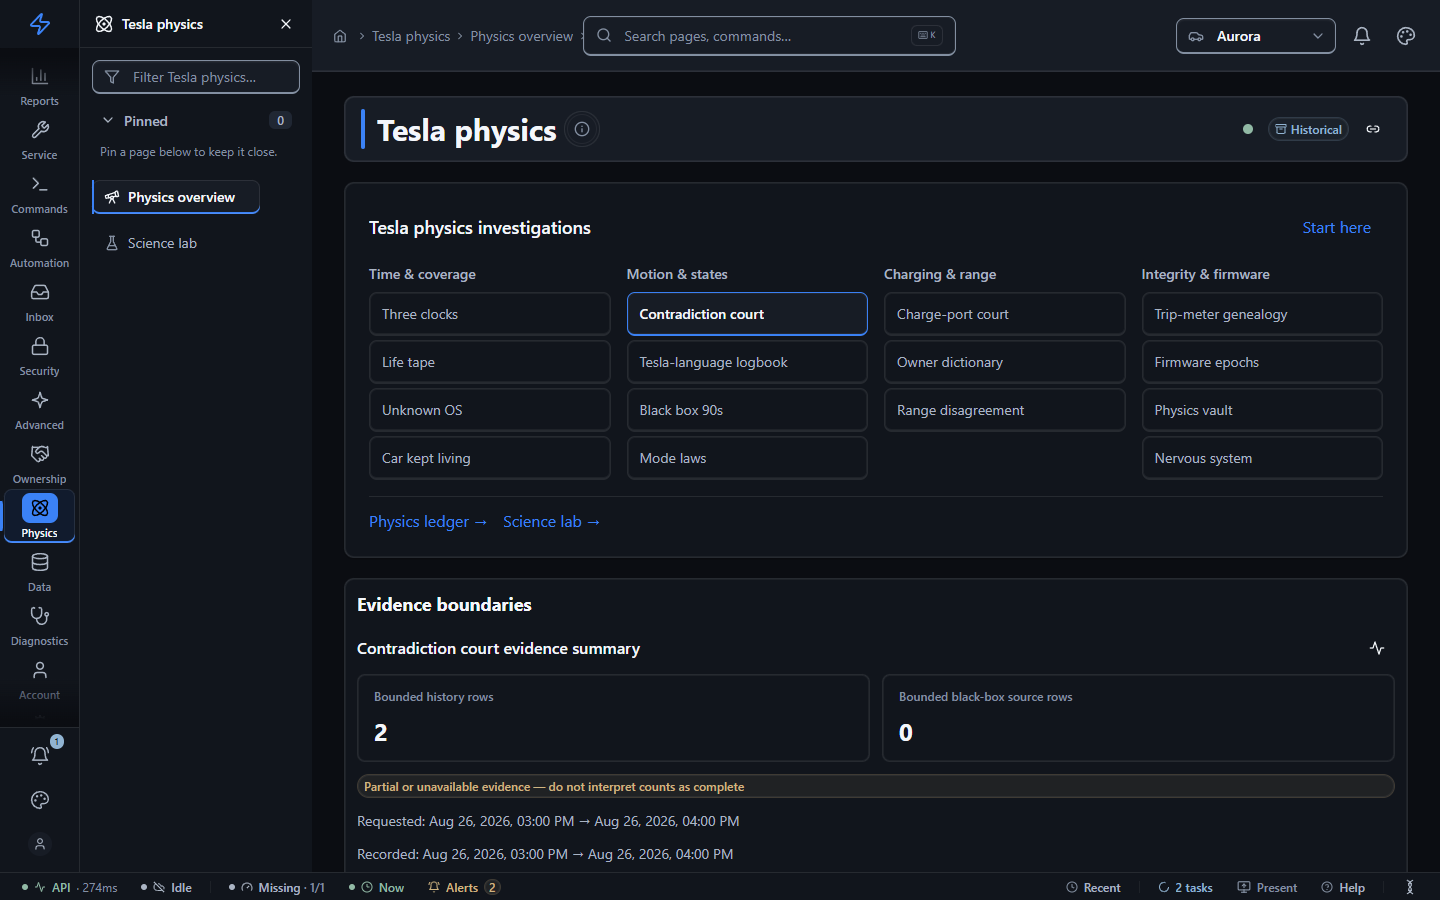 Tesla physics
Filter Tesla physics...
Pinned
0
Pin a page below to keep it close.
Physics overview
Science lab
Reports
Service
Commands
Automation
Inbox
Security
Advanced
Ownership
Physics
Data
Diagnostics
Account
1
Tesla physics
Physics overview
Search pages, commands...
K
Aurora
Tesla physics
Historical
Tesla physics investigations
Start here
Time & coverage
Three clocks
Life tape
Unknown OS
Car kept living
Motion & states
Contradiction court
Tesla-language logbook
Black box 90s
Mode laws
Charging & range
Charge-port court
Owner dictionary
Range disagreement
Integrity & firmware
Trip-meter genealogy
Firmware epochs
Physics vault
Nervous system
Physics ledger →
Science lab →
Evidence boundaries
Contradiction court evidence summary
Bounded history rows
2
Bounded black-box source rows
0
Partial or unavailable evidence — do not interpret counts as complete
Requested: Aug 26, 2026, 03:00 PM → Aug 26, 2026, 04:00 PM
Recorded: Aug 26, 2026, 03:00 PM → Aug 26, 2026, 04:00 PM
API · 274ms
Idle
Missing · 1/1
Now
Alerts 2
Recent
2 tasks
Present
Help